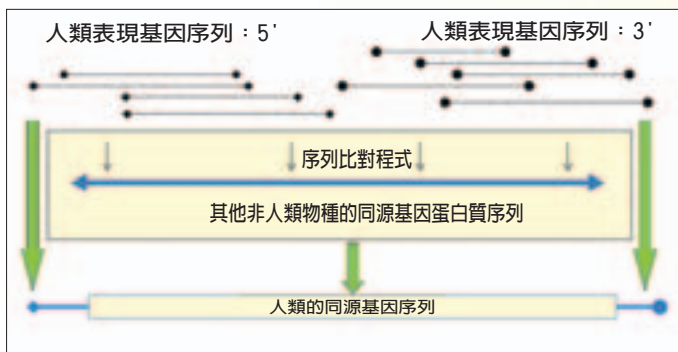 人類表現基因序列：5'
人類表現基因序列：3'
序列比對程式
其他非人類物種的同源基因蛋白質序列
人類的同源基因序列